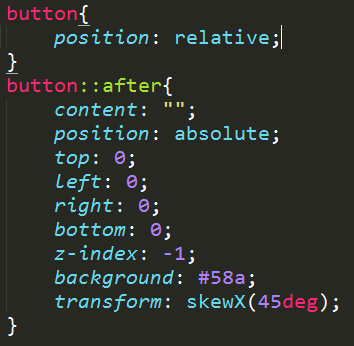 button{
    position: relative;
}
button::after{
    content: "";
    position: absolute;
    top: 0;
    left: 0;
    right: 0;
    bottom: 0;
    z-index: -1;
    background: #58a;
    transform: skewX(45deg);
}